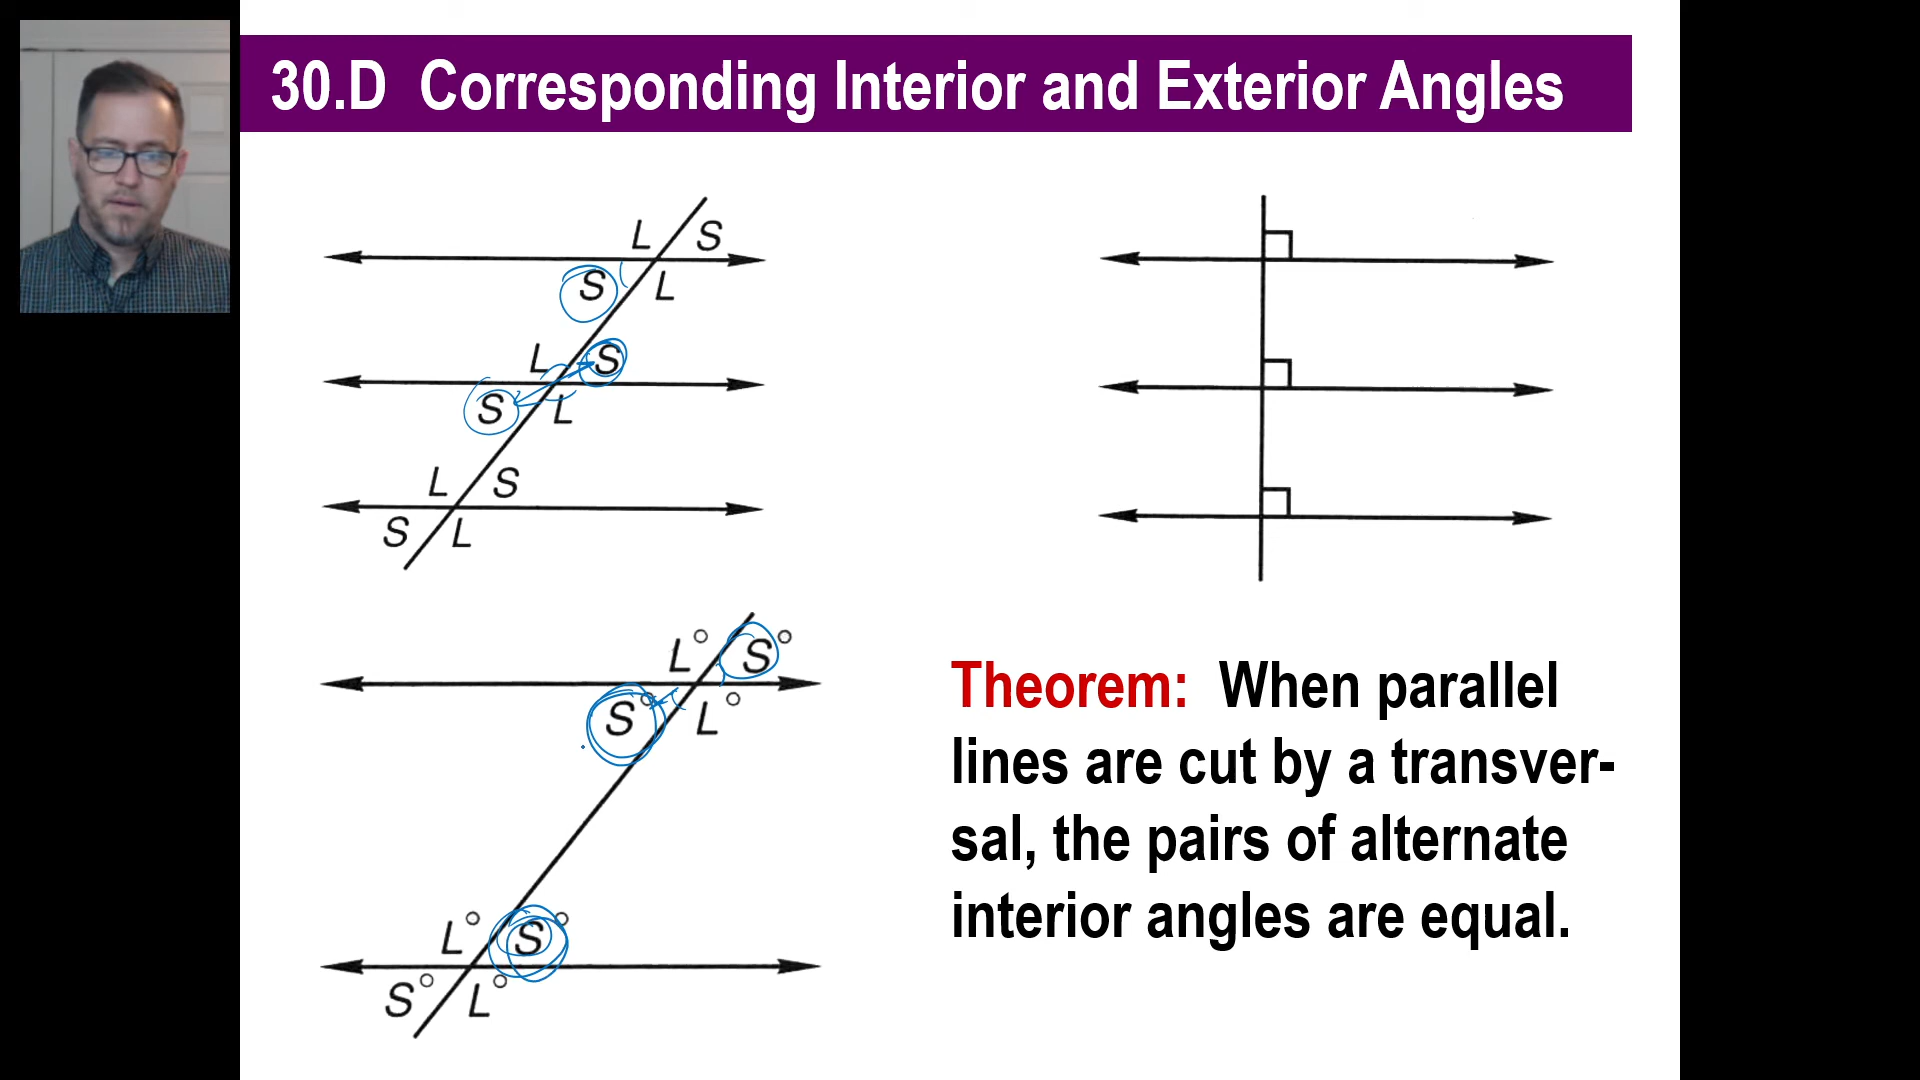 30.D Corresponding Interior and Exterior Angles
L S
S L
L S
S L
L S
S L
L° S°
S° L°
L° S°
S° L°
Theorem: When parallel
lines are cut by a transver-
sal, the pairs of alternate
interior angles are equal.